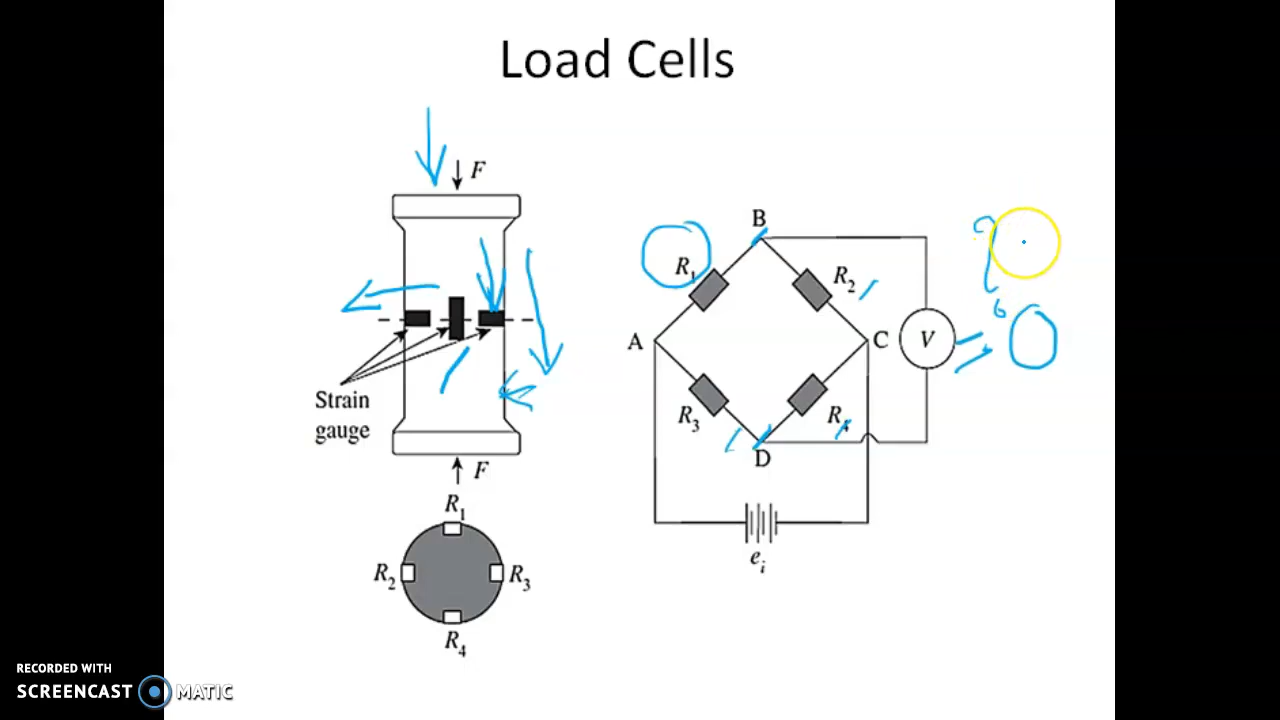 Load Cells
F
B
R1
R2
A
C
V
Strain
gauge
R3
R4
D
F
R1
ei
R2
R3
R4
RECORDED WITH
SCREENCAST MATIC